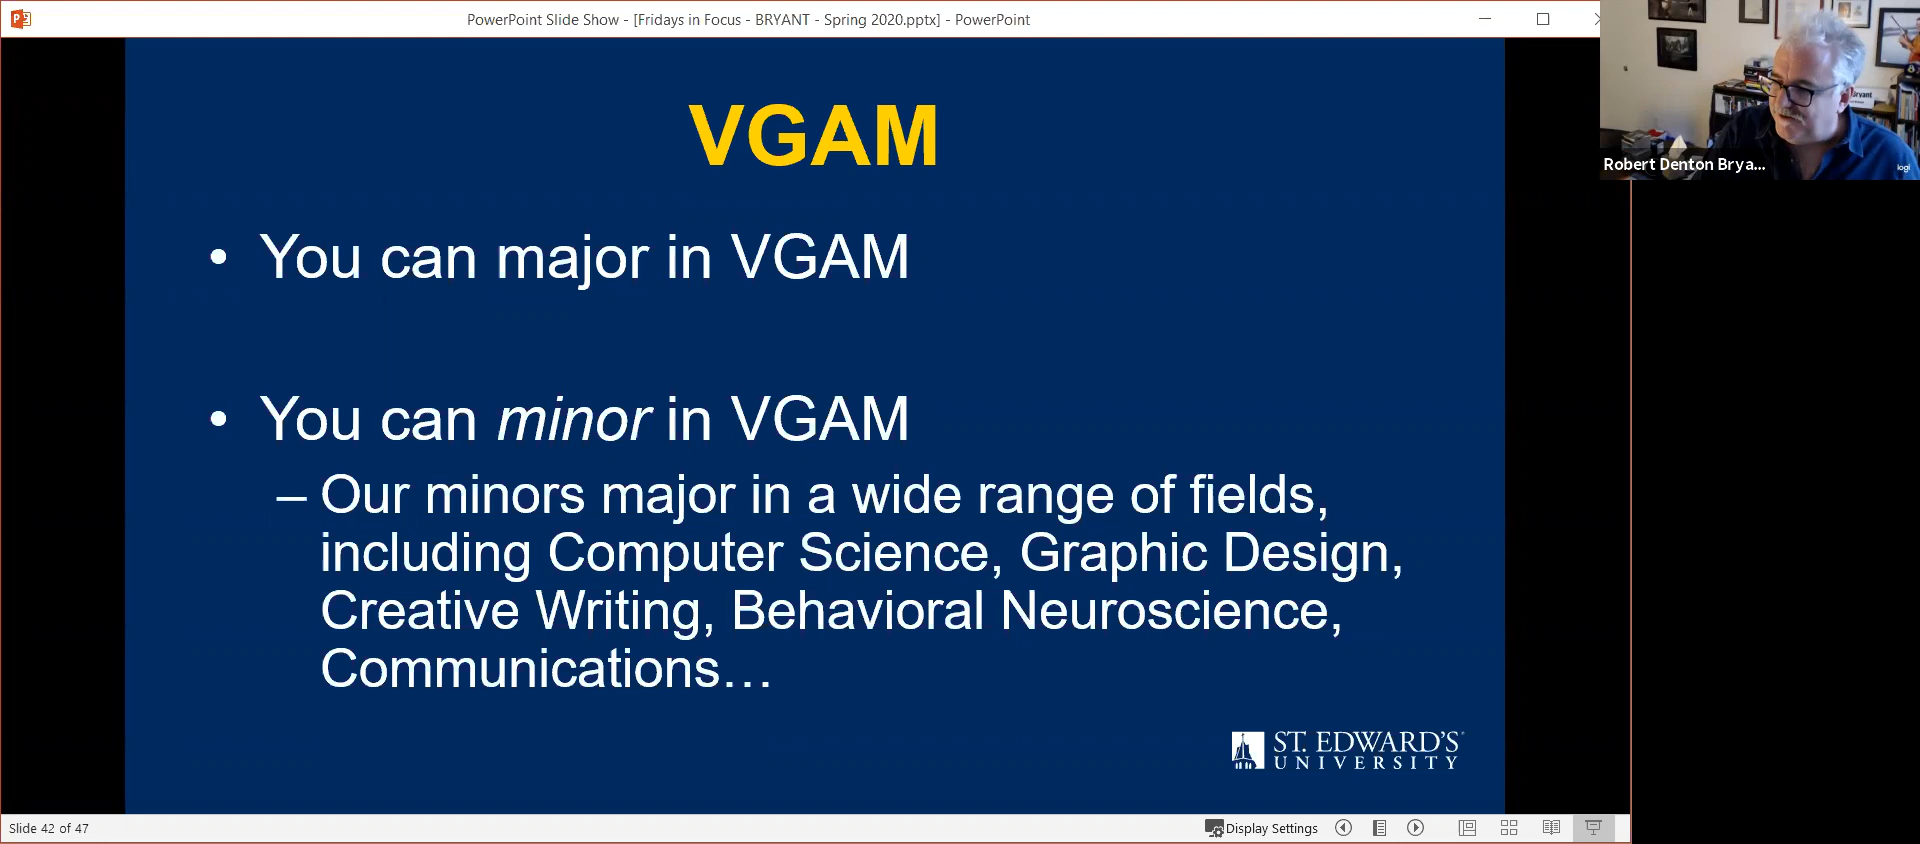 PowerPoint Slide Show - [Fridays in Focus - BRYANT - Spring 2020.pptx] - PowerPoint
VGAM
• You can major in VGAM
• You can minor in VGAM
– Our minors major in a wide range of fields,
including Computer Science, Graphic Design,
Creative Writing, Behavioral Neuroscience,
Communications…
ST. EDWARD'S
UNIVERSITY
Robert Denton Brya...
logi
Slide 42 of 47
Display Settings